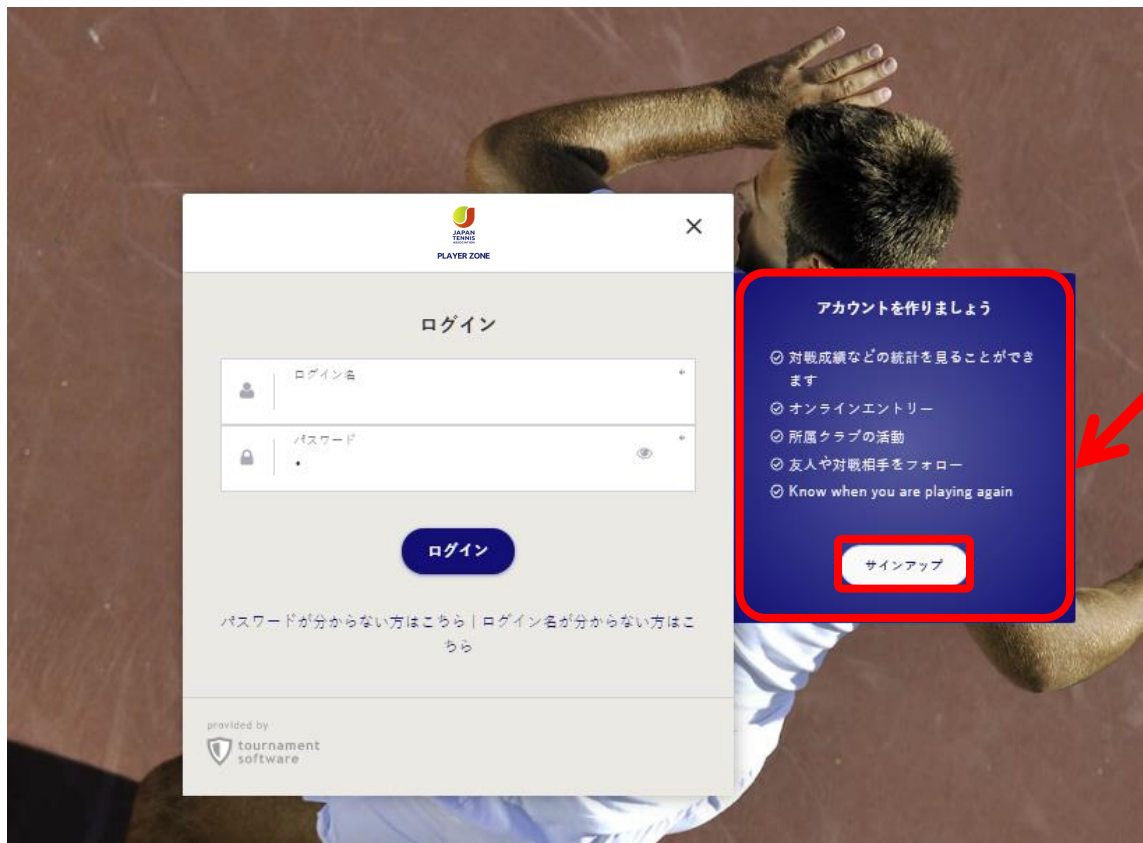 JAPAN
TENNIS
ASSOCIATION
PLAYER ZONE
ログイン
ログイン名
パスワード
ログイン
パスワードが分からない方はこちら | ログイン名が分からない方はこ
ちら
provided by
tournament
software
アカウントを作りましょう
対戦成績などの統計を見ることができ
ます
オンラインエントリー
所属クラブの活動
友人や対戦相手をフォロー
Know when you are playing again
サインアップ